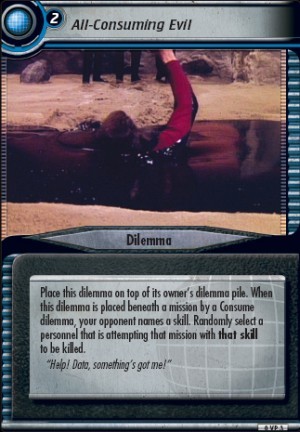 2
All-Consuming Evil
Dilemma
Place this dilemma on top of its owner's dilemma pile. When
this dilemma is placed beneath a mission by a Consume
dilemma, your opponent names a skill. Randomly select a
personnel that is attempting that mission with that skill
to be killed.
"Help! Data, something's got me!"